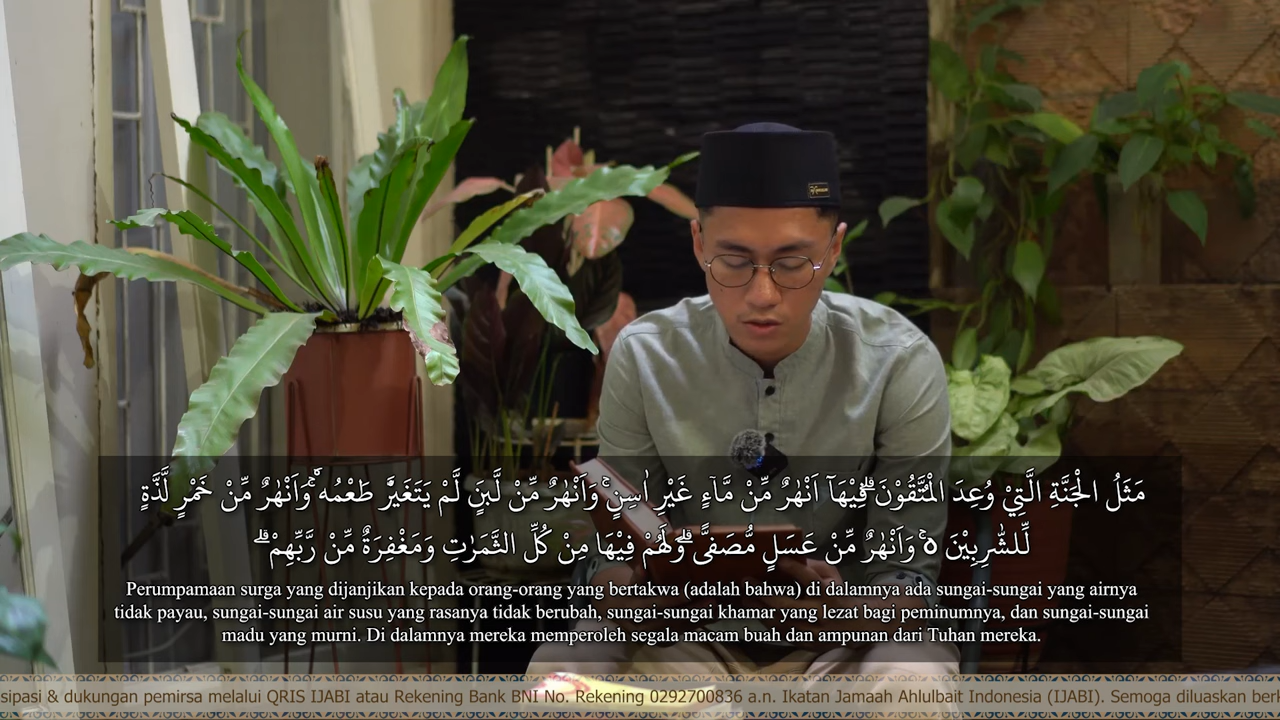 مَثَلُ الْجَنَّةِ الَّتِيْ وُعِدَ الْمُتَّقُوْنَ ۗفِيْهَآ اَنْهٰرٌ مِّنْ مَّاۤءٍ غَيْرِ اٰسِنٍۚ وَاَنْهٰرٌ مِّنْ لَّبَنٍ لَّمْ يَتَغَيَّرْ طَعْمُهٗ ۚوَاَنْهٰرٌ مِّنْ خَمْرٍ لَّذَّةٍ
لِّلشّٰرِبِيْنَ ەۚ وَاَنْهٰرٌ مِّنْ عَسَلٍ مُّصَفًّى ۗوَلَهُمْ فِيْهَا مِنْ كُلِّ الثَّمَرٰتِ وَمَغْفِرَةٌ مِّنْ رَّبِّهِمْ ۗ
Perumpamaan surga yang dijanjikan kepada orang-orang yang bertakwa (adalah bahwa) di dalamnya ada sungai-sungai yang airnya
tidak payau, sungai-sungai air susu yang rasanya tidak berubah, sungai-sungai khamar yang lezat bagi peminumnya, dan sungai-sungai
madu yang murni. Di dalamnya mereka memperoleh segala macam buah dan ampunan dari Tuhan mereka.
sipasi & dukungan pemirsa melalui QRIS IJABI atau Rekening Bank BNI No. Rekening 0292700836 a.n. Ikatan Jamaah Ahlulbait Indonesia (IJABI). Semoga diluaskan berl